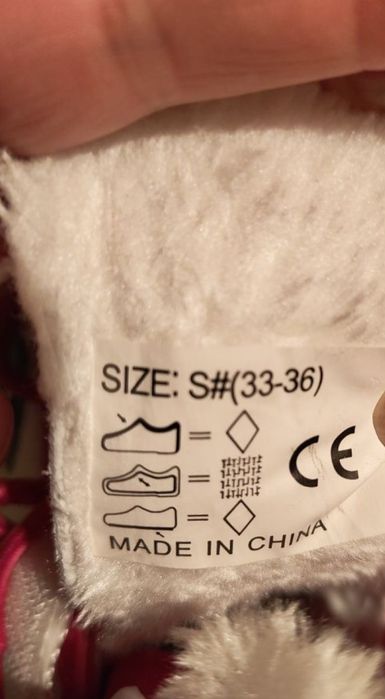 SIZE: S#(33-36)
=
=
CE
=
MADE IN CHINA